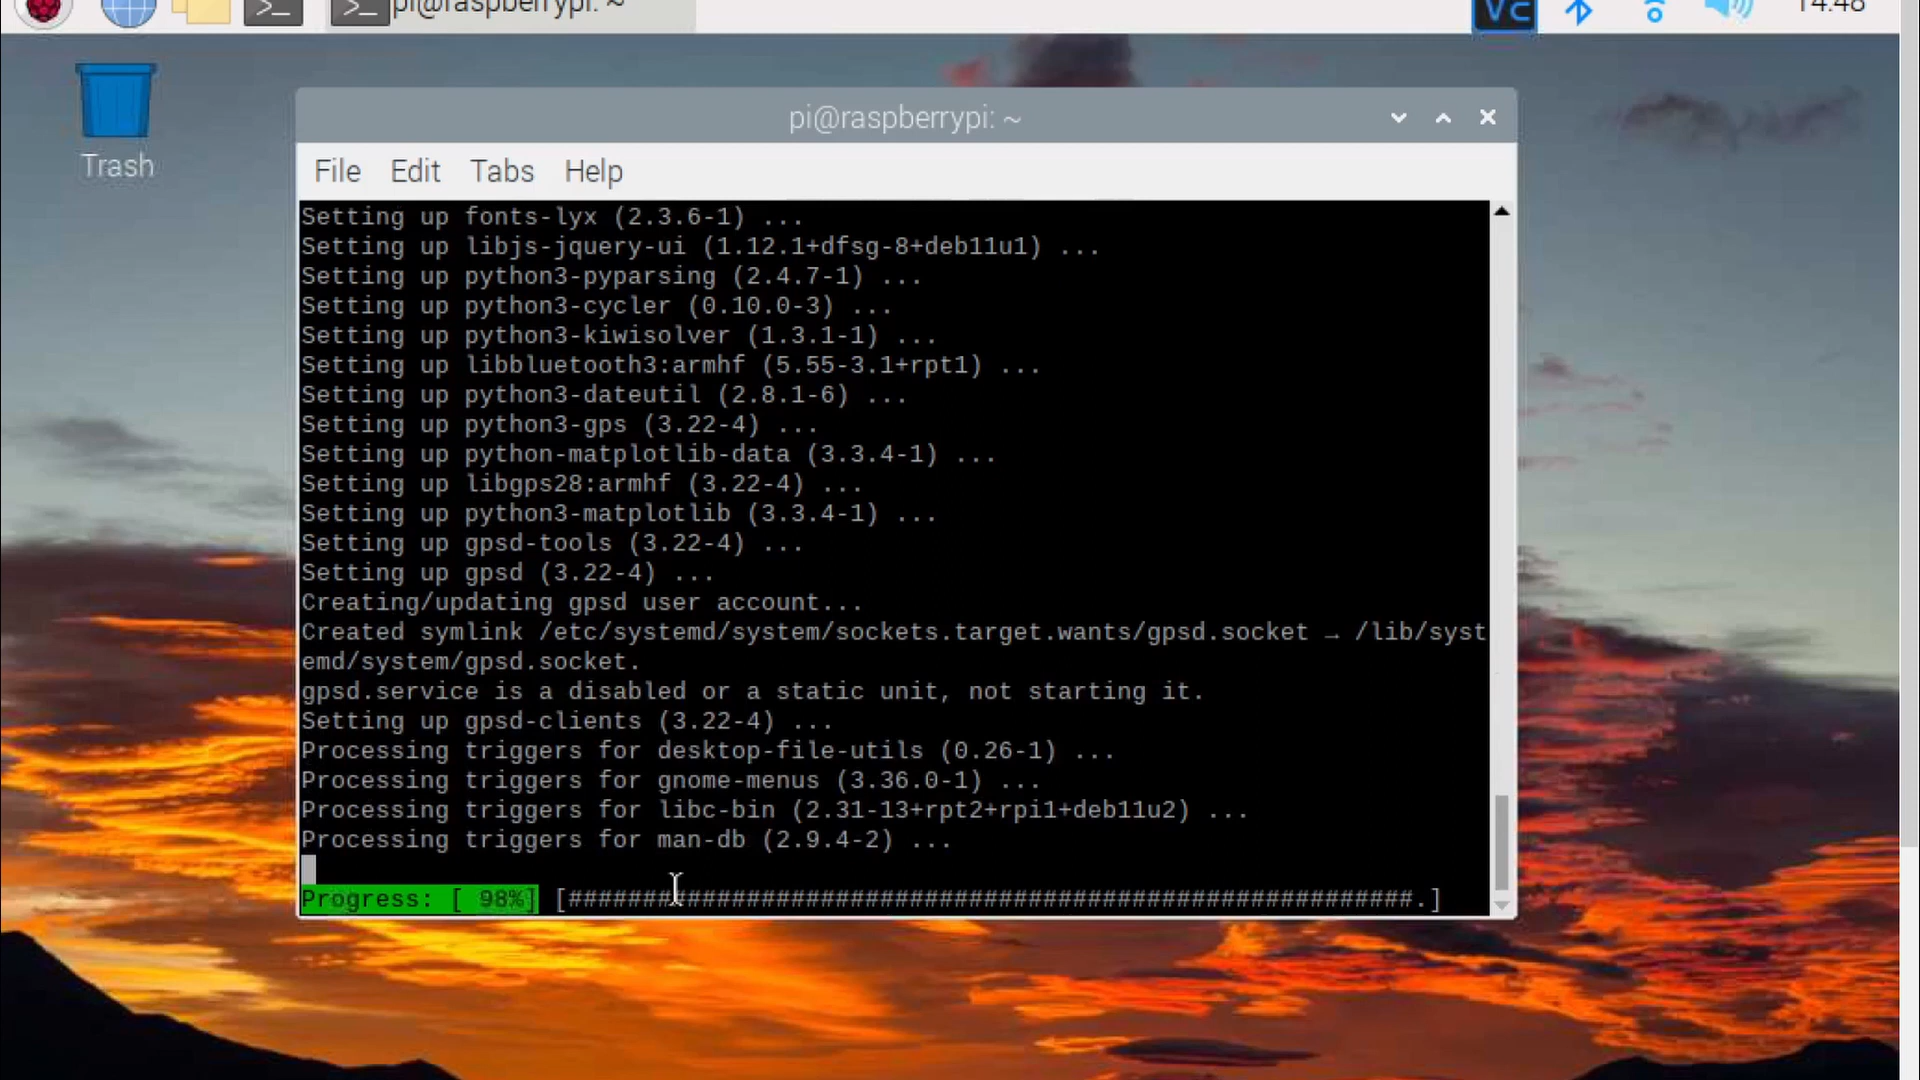 pi@raspberrypi: ~
14:48
Trash
pi@raspberrypi: ~
File Edit Tabs Help
Setting up fonts-lyx (2.3.6-1) ...
Setting up libjs-jquery-ui (1.12.1+dfsg-8+deb11u1) ...
Setting up python3-pyparsing (2.4.7-1) ...
Setting up python3-cycler (0.10.0-3) ...
Setting up python3-kiwisolver (1.3.1-1) ...
Setting up libbluetooth3:armhf (5.55-3.1+rpt1) ...
Setting up python3-dateutil (2.8.1-6) ...
Setting up python3-gps (3.22-4) ...
Setting up python-matplotlib-data (3.3.4-1) ...
Setting up libgps28:armhf (3.22-4) ...
Setting up python3-matplotlib (3.3.4-1) ...
Setting up gpsd-tools (3.22-4) ...
Setting up gpsd (3.22-4) ...
Creating/updating gpsd user account...
Created symlink /etc/systemd/system/sockets.target.wants/gpsd.socket → /lib/syst
emd/system/gpsd.socket.
gpsd.service is a disabled or a static unit, not starting it.
Setting up gpsd-clients (3.22-4) ...
Processing triggers for desktop-file-utils (0.26-1) ...
Processing triggers for gnome-menus (3.36.0-1) ...
Processing triggers for libc-bin (2.31-13+rpt2+rpi1+deb11u2) ...
Processing triggers for man-db (2.9.4-2) ...
Progress: [ 98%] [#########################################################.]